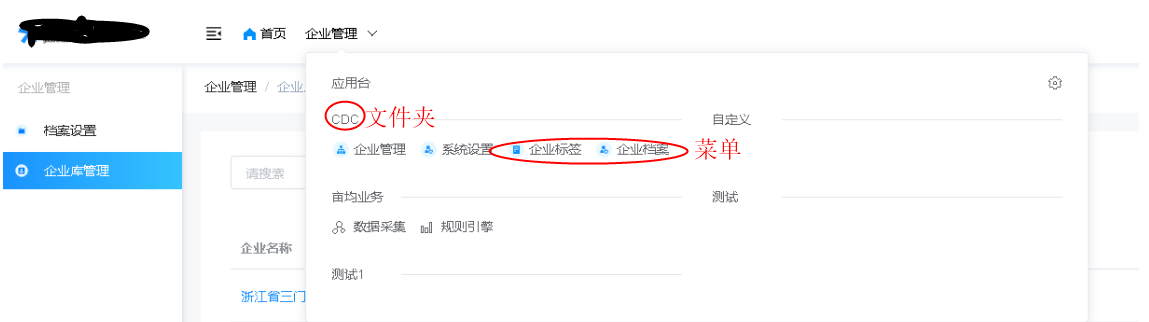 首页 企业管理
企业管理
企业管理 / 企业
应用台
档案设置
CDC 文件夹
自定义
企业管理 系统设置 企业标签 企业档案 菜单
企业库管理
请搜索
亩均业务
测试
数据采集 规则引擎
企业名称
测试1
浙江省三门